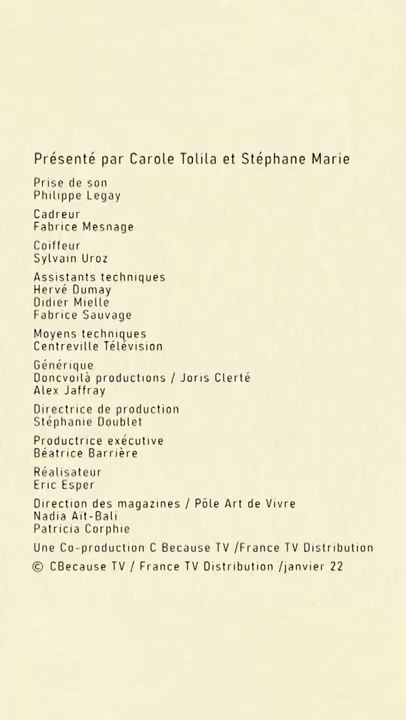 Présenté par Carole Tolila et Stéphane Marie
Prise de son
Philippe Legay
Cadreur
Fabrice Mesnage
Coiffeur
Sylvain Uroz
Assistants techniques
Hervé Dumay
Didier Mielle
Fabrice Sauvage
Moyens techniques
Centreville Télévision
Générique
Doncvoilà productions / Joris Clerté
Alex Jaffray
Directrice de production
Stéphanie Doublet
Productrice exécutive
Béatrice Barrière
Réalisateur
Eric Esper
Direction des magazines / Pôle Art de Vivre
Nadia Aït-Bali
Patricia Corphie
Une Co-production C Because TV /France TV Distribution
© CBecause TV / France TV Distribution /janvier 22